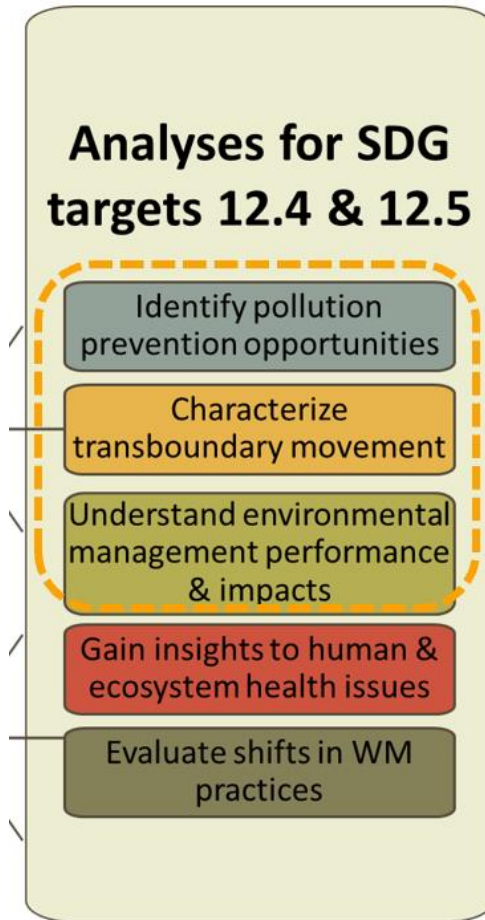 Analyses for SDG
targets 12.4 & 12.5
Identify pollution
prevention opportunities
Characterize
transboundary movement
Understand environmental
management performance
& impacts
Gain insights to human &
ecosystem health issues
Evaluate shifts in WM
practices